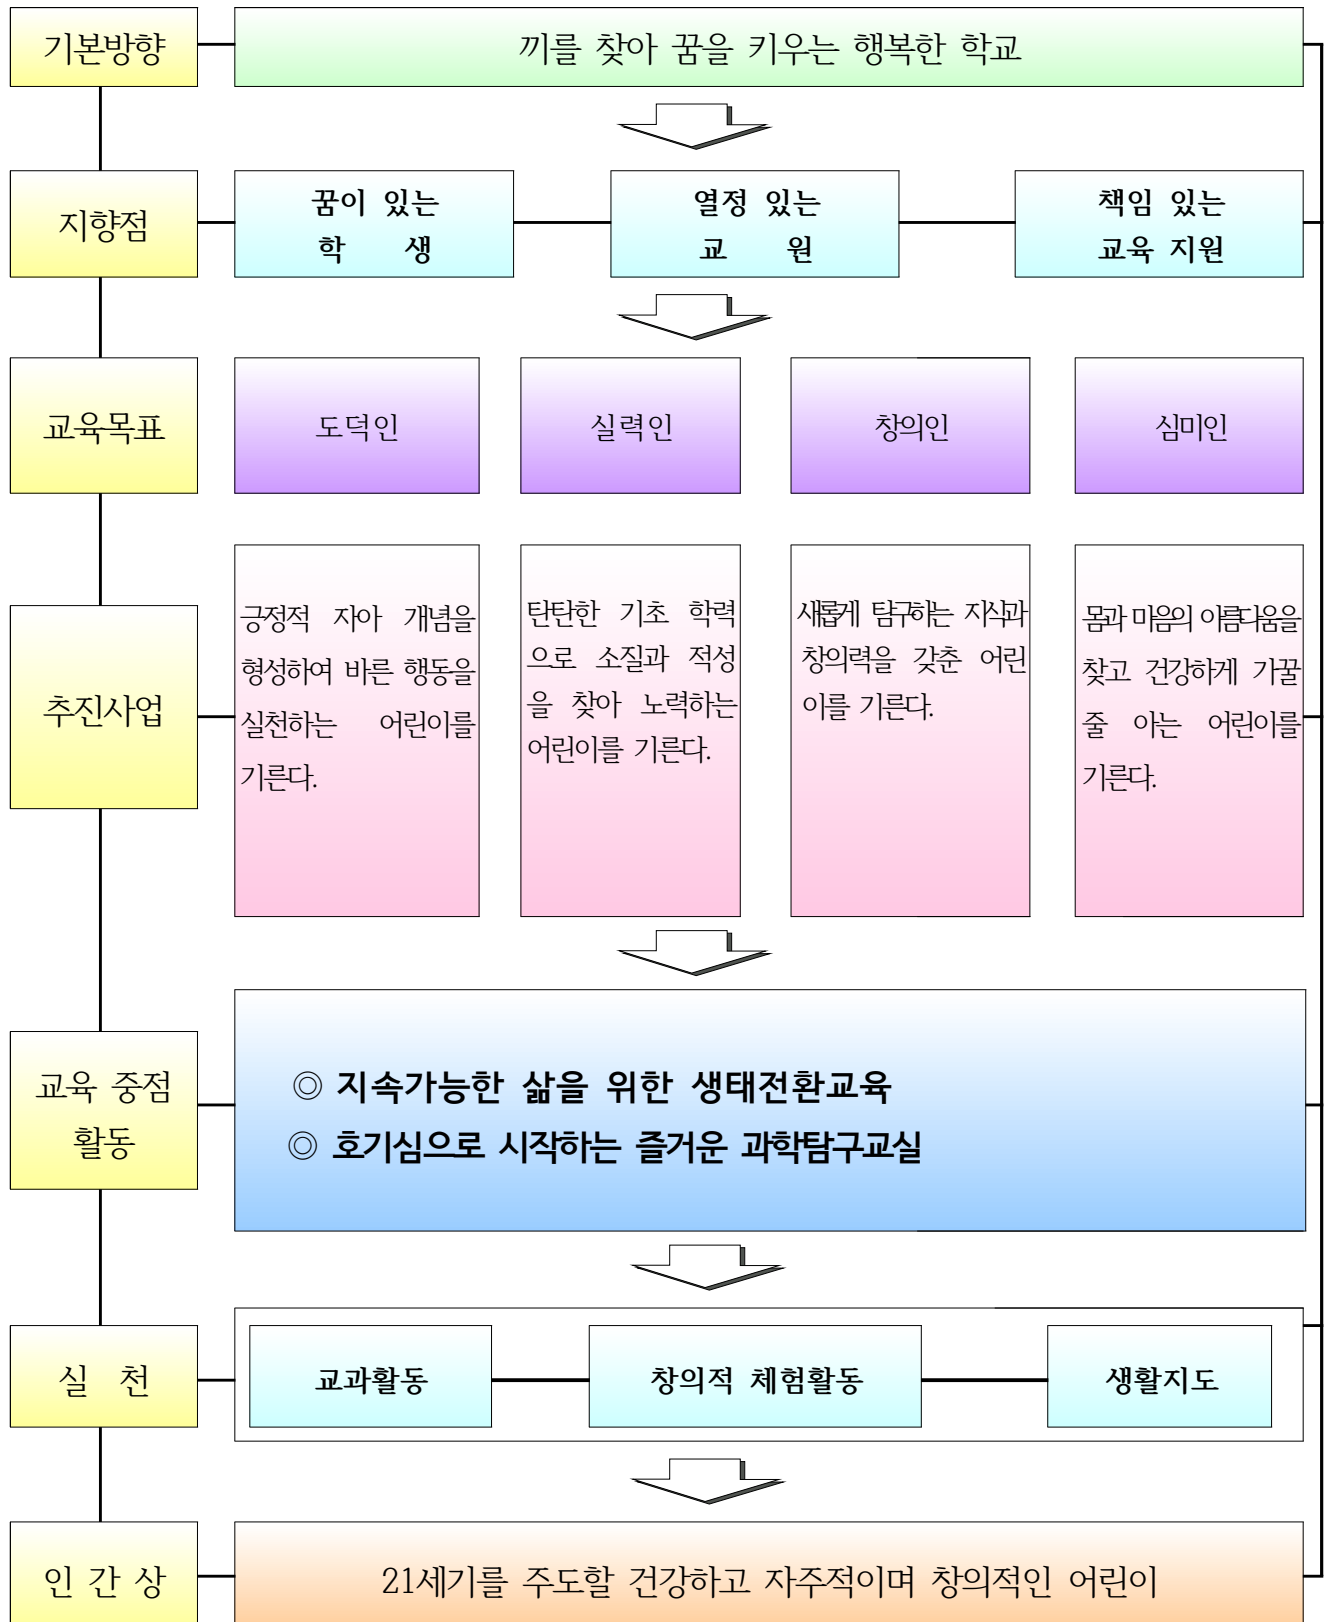 기본방향
끼를 찾아 꿈을 키우는 행복한 학교
지향점
꿈이 있는
학 생
열정 있는
교 원
책임 있는
교육 지원
교육목표
도덕인
실력인
창의인
심미인
추진사업
긍정적 자아 개념을
형성하여 바른 행동을
실천하는 어린이를
기른다.
탄탄한 기초 학력
으로 소질과 적성
을 찾아 노력하는
어린이를 기른다.
새롭게 탐구하는 지식과
창의력을 갖춘 어린
이를 기른다.
몸과 마음의 아름다움을
찾고 건강하게 가꿀
줄 아는 어린이를
기른다.
교육 중점
활동
◎ 지속가능한 삶을 위한 생태전환교육
◎ 호기심으로 시작하는 즐거운 과학탐구교실
실 천
교과활동
창의적 체험활동
생활지도
인 간 상
21세기를 주도할 건강하고 자주적이며 창의적인 어린이